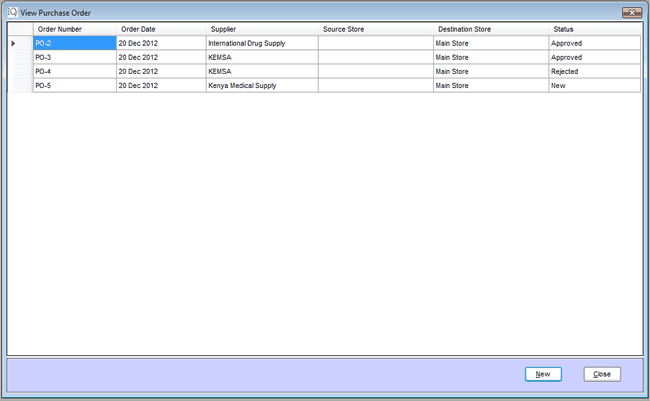 View Purchase Order
Order Number Order Date Supplier Source Store Destination Store Status
PO-2 20 Dec 2012 International Drug Supply Main Store Approved
PO-3 20 Dec 2012 KEMSA Main Store Approved
PO-4 20 Dec 2012 KEMSA Main Store Rejected
PO-5 20 Dec 2012 Kenya Medical Supply Main Store New
New Close